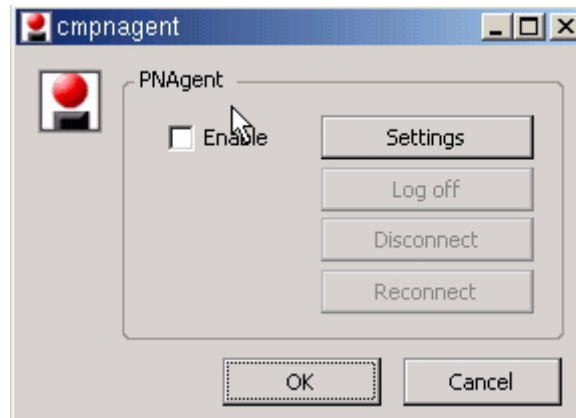 cmpnagent
PNAgent
Enable
Settings
Log off
Disconnect
Reconnect
OK
Cancel